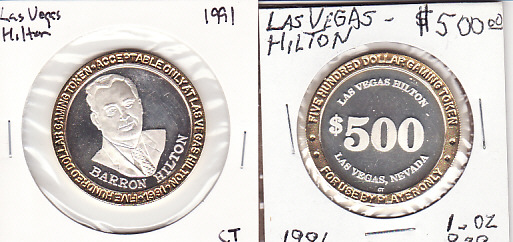 Las Vegas
Hilton
1991
FIVE HUNDRED DOLLAR GAMING TOKEN • ACCEPTABLE ONLY AT LAS VEGAS HILTON • 1991 •
BARRON HILTON
CT
LAS VEGAS -
HILTON
$500.00
FIVE HUNDRED DOLLAR GAMING TOKEN
LAS VEGAS HILTON
$500
LAS VEGAS, NEVADA
CT
• FOR USE BY PLAYER ONLY •
1991
1. OZ